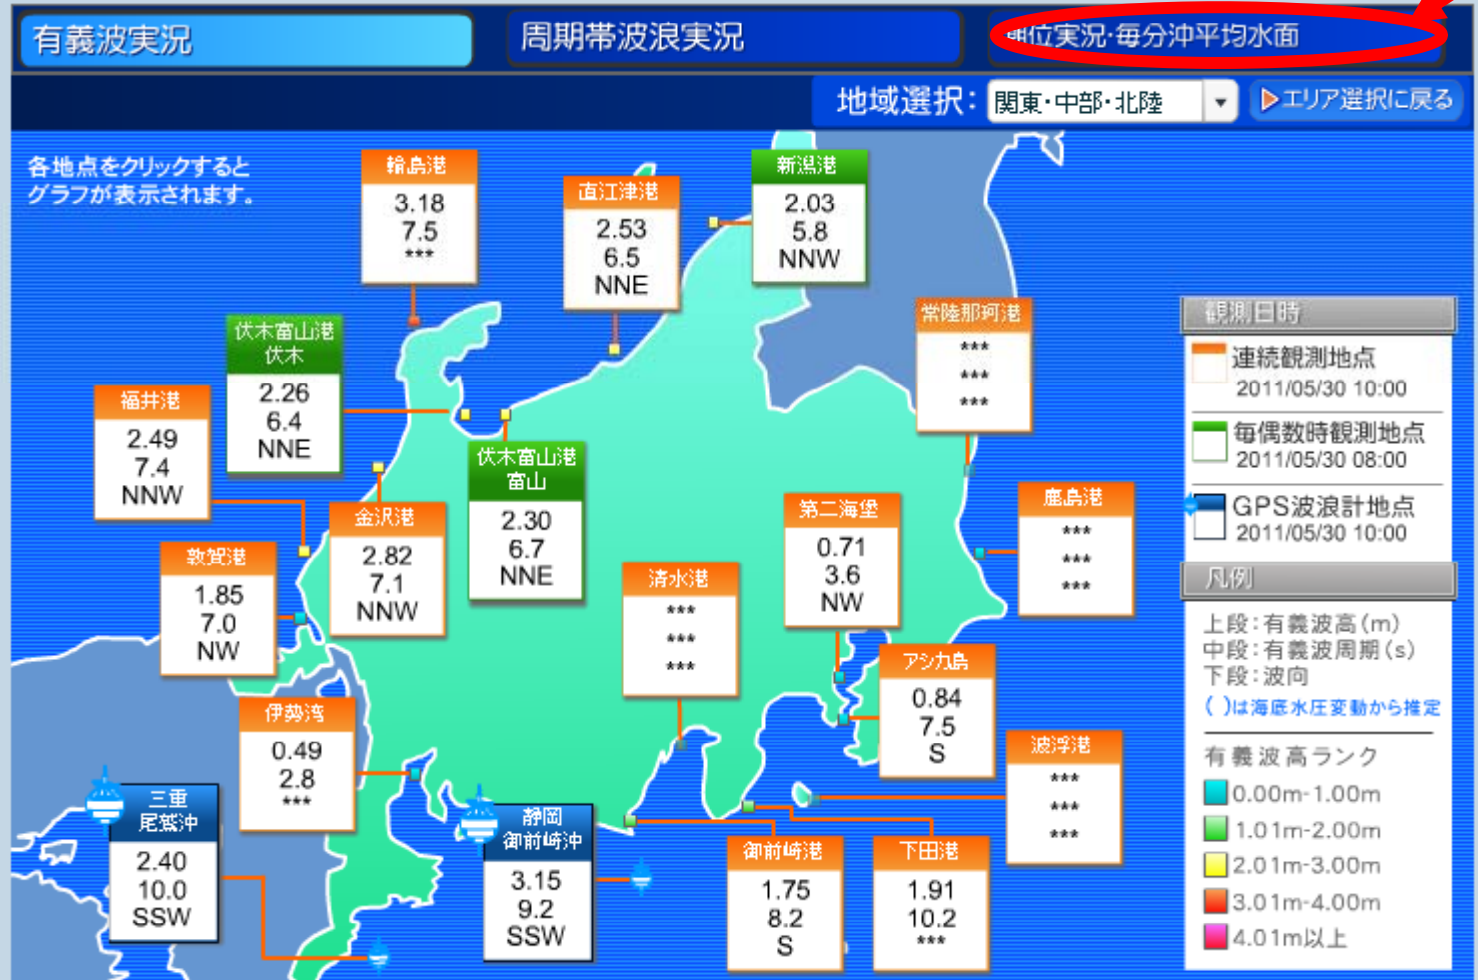 有義波実況
周期帯波浪実況
位実況・毎分沖平均水面
地域選択：
関東・中部・北陸
エリア選択に戻る
各地点をクリックすると
グラフが表示されます。
輪島港
3.18
7.5
***
直江津港
2.53
6.5
NNE
新潟港
2.03
5.8
NNW
常陸那珂港
***
***
***
伏木富山港
伏木
2.26
6.4
NNE
福井港
2.49
7.4
NNW
伏木富山港
富山
2.30
6.7
NNE
金沢港
2.82
7.1
NNW
敦賀港
1.85
7.0
NW
第二海堡
0.71
3.6
NW
鹿島港
***
***
***
清水港
***
***
***
アシカ島
0.84
7.5
S
伊勢湾
0.49
2.8
***
波浮港
***
***
***
三重
尾鷲沖
2.40
10.0
SSW
静岡
御前崎沖
3.15
9.2
SSW
御前崎港
1.75
8.2
S
下田港
1.91
10.2
***
観測日時
連続観測地点
2011/05/30 10:00
毎偶数時観測地点
2011/05/30 08:00
GPS波浪計地点
2011/05/30 10:00
凡例
上段：有義波高(m)
中段：有義波周期(s)
下段：波向
( )は海底水圧変動から推定
有義波高ランク
0.00m-1.00m
1.01m-2.00m
2.01m-3.00m
3.01m-4.00m
4.01m以上